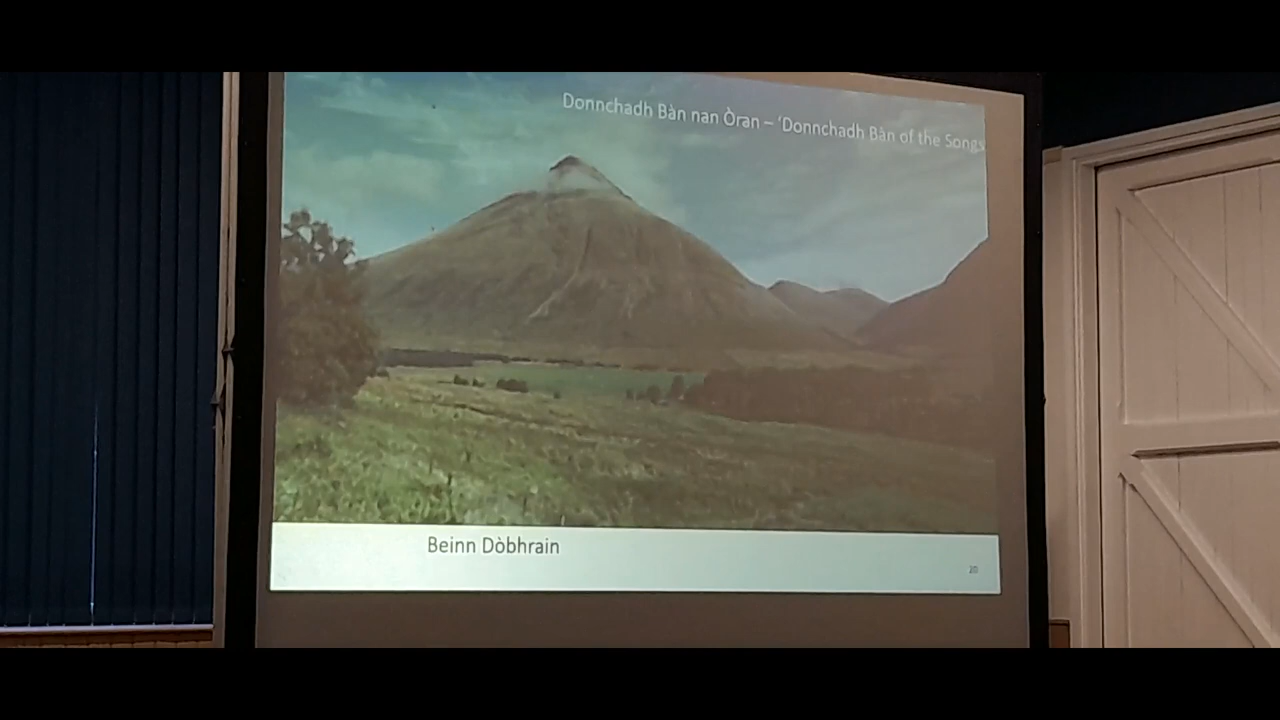 Donnchadh Bàn nan Òran – ‘Donnchadh Bàn of the Songs
Beinn Dòbhrain
20